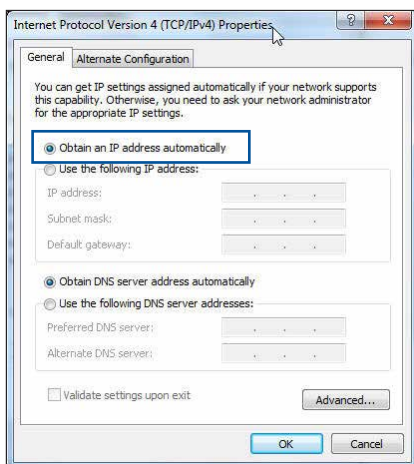 Internet Protocol Version 4 (TCP/IPv4) Properties
General
Alternate Configuration
You can get IP settings assigned automatically if your network supports
this capability. Otherwise, you need to ask your network administrator
for the appropriate IP settings.
Obtain an IP address automatically
Use the following IP address:
IP address:
Subnet mask:
Default gateway:
Obtain DNS server address automatically
Use the following DNS server addresses:
Preferred DNS server:
Alternate DNS server:
Validate settings upon exit
Advanced...
OK
Cancel